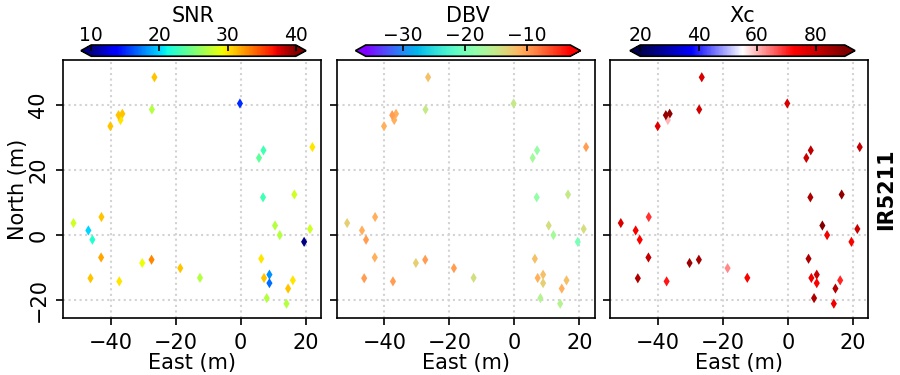 SNR DBV Xc
10 20 30 40 −30 −20 −10 20 40 60 80
North (m)
40
20
0
−20
IR5211
−40 −20 0 20 −40 −20 0 20 −40 −20 0 20
East (m) East (m) East (m)